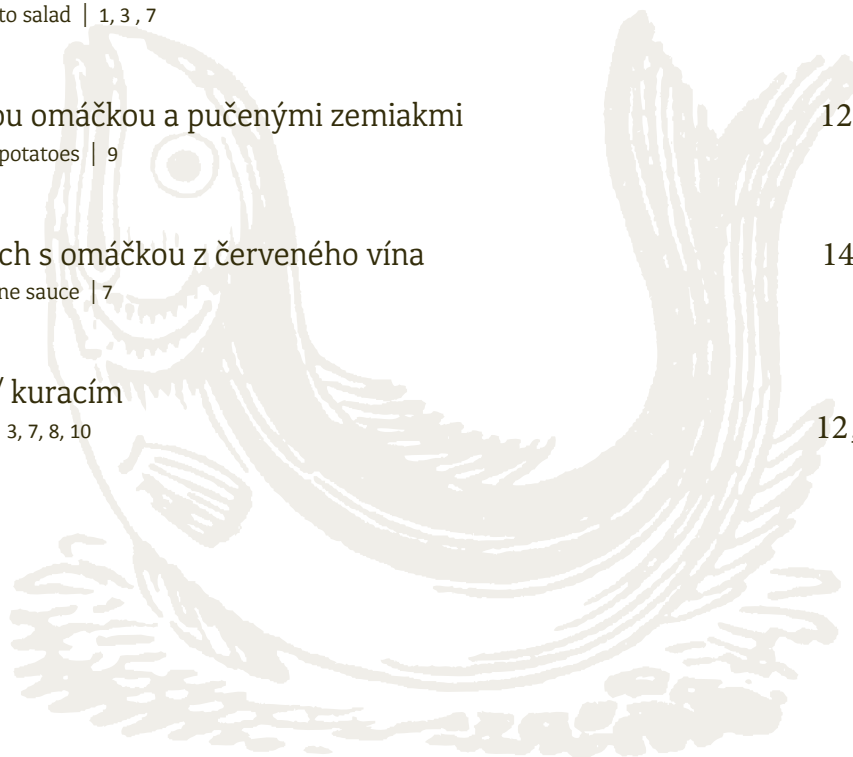 to salad | 1, 3 , 7
ou omáčkou a pučenými zemiakmi 12
potatoes | 9
ch s omáčkou z červeného vína 14
ne sauce | 7
/ kuracím
3, 7, 8, 10 12,